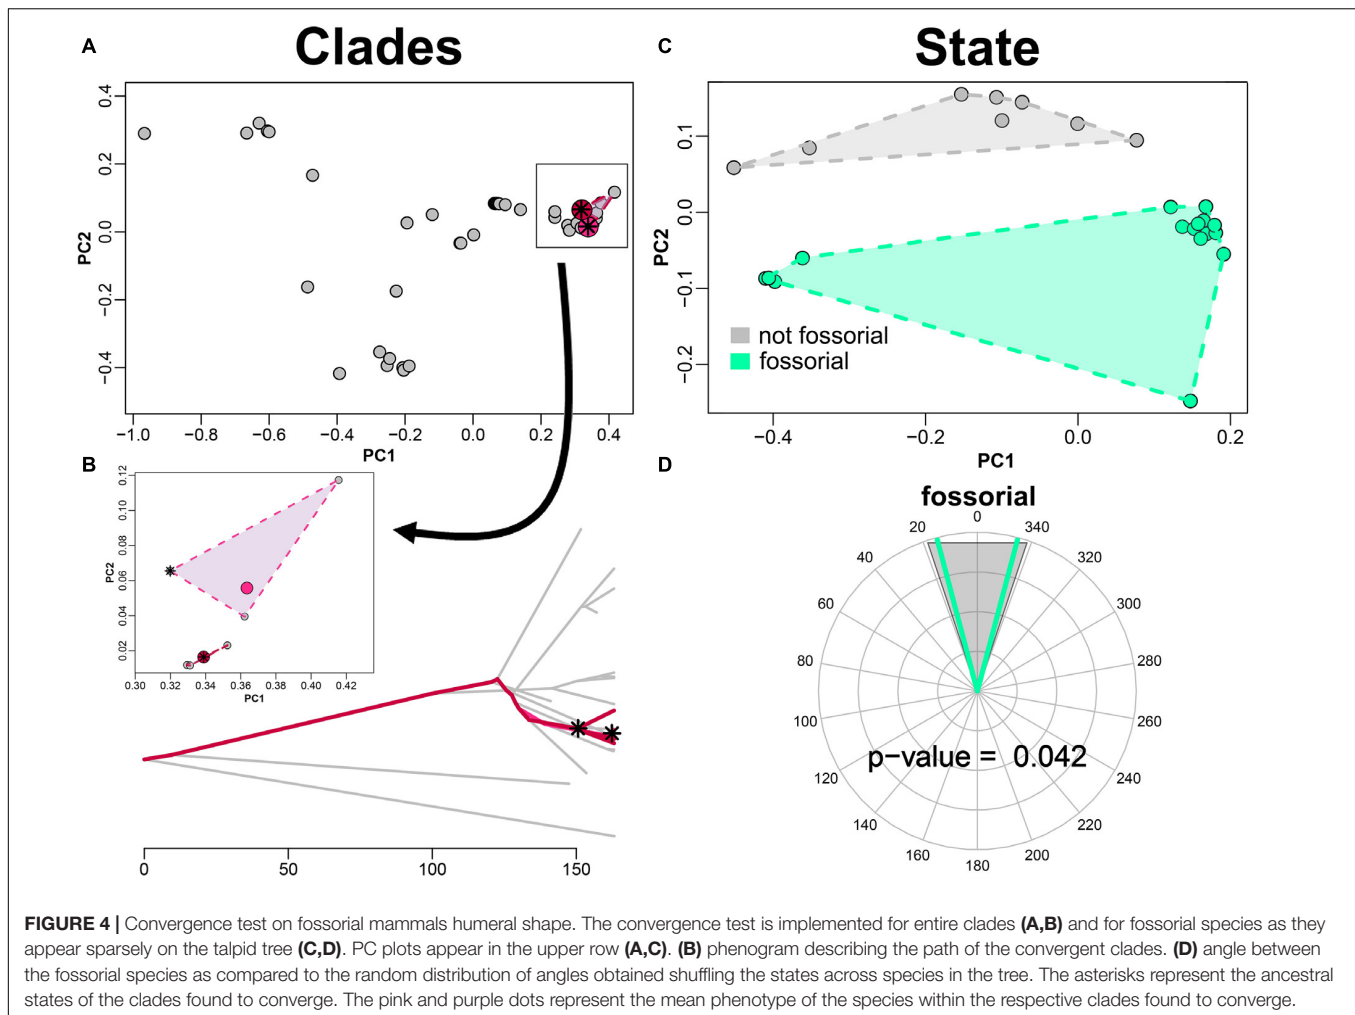 A
Clades
C
State
0.4
0.2
0.0
−0.2
−0.4
PC2
−1.0
−0.8
−0.6
−0.4
−0.2
0.0
0.2
0.4
PC1
0.1
0.0
−0.1
−0.2
PC2
not fossorial
fossorial
−0.4
−0.2
0.0
0.2
PC1
B
0.12
0.10
0.08
0.06
0.04
0.02
PC2
0.30
0.32
0.34
0.36
0.38
0.40
0.42
PC1
0
50
100
150
D
fossorial
0
20
340
40
320
60
300
80
280
100
260
p−value = 0.042
120
240
140
220
160
200
180
FIGURE 4 | Convergence test on fossorial mammals humeral shape. The convergence test is implemented for entire clades (A,B) and for fossorial species as they
appear sparsely on the talpid tree (C,D). PC plots appear in the upper row (A,C). (B) phenogram describing the path of the convergent clades. (D) angle between
the fossorial species as compared to the random distribution of angles obtained shuffling the states across species in the tree. The asterisks represent the ancestral
states of the clades found to converge. The pink and purple dots represent the mean phenotype of the species within the respective clades found to converge.